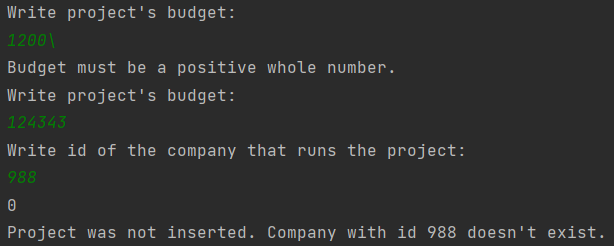 Write project's budget:
1200\
Budget must be a positive whole number.
Write project's budget:
124343
Write id of the company that runs the project:
988
0
Project was not inserted. Company with id 988 doesn't exist.